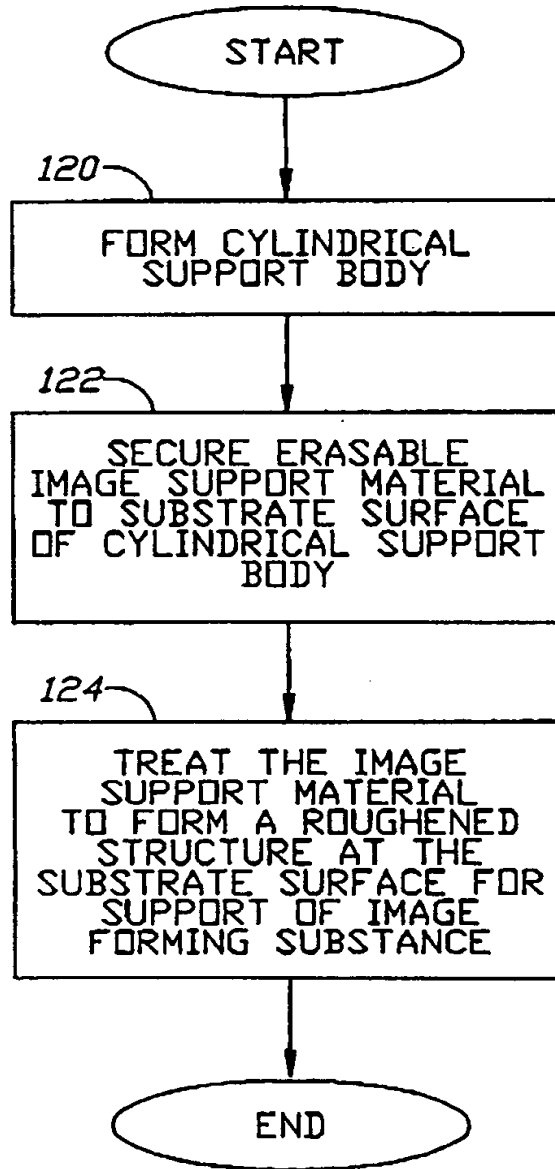 START
120
FORM CYLINDRICAL
SUPPORT BODY
122
SECURE ERASABLE
IMAGE SUPPORT MATERIAL
TO SUBSTRATE SURFACE
OF CYLINDRICAL SUPPORT
BODY
124
TREAT THE IMAGE
SUPPORT MATERIAL
TO FORM A ROUGHENED
STRUCTURE AT THE
SUBSTRATE SURFACE FOR
SUPPORT OF IMAGE
FORMING SUBSTANCE
END